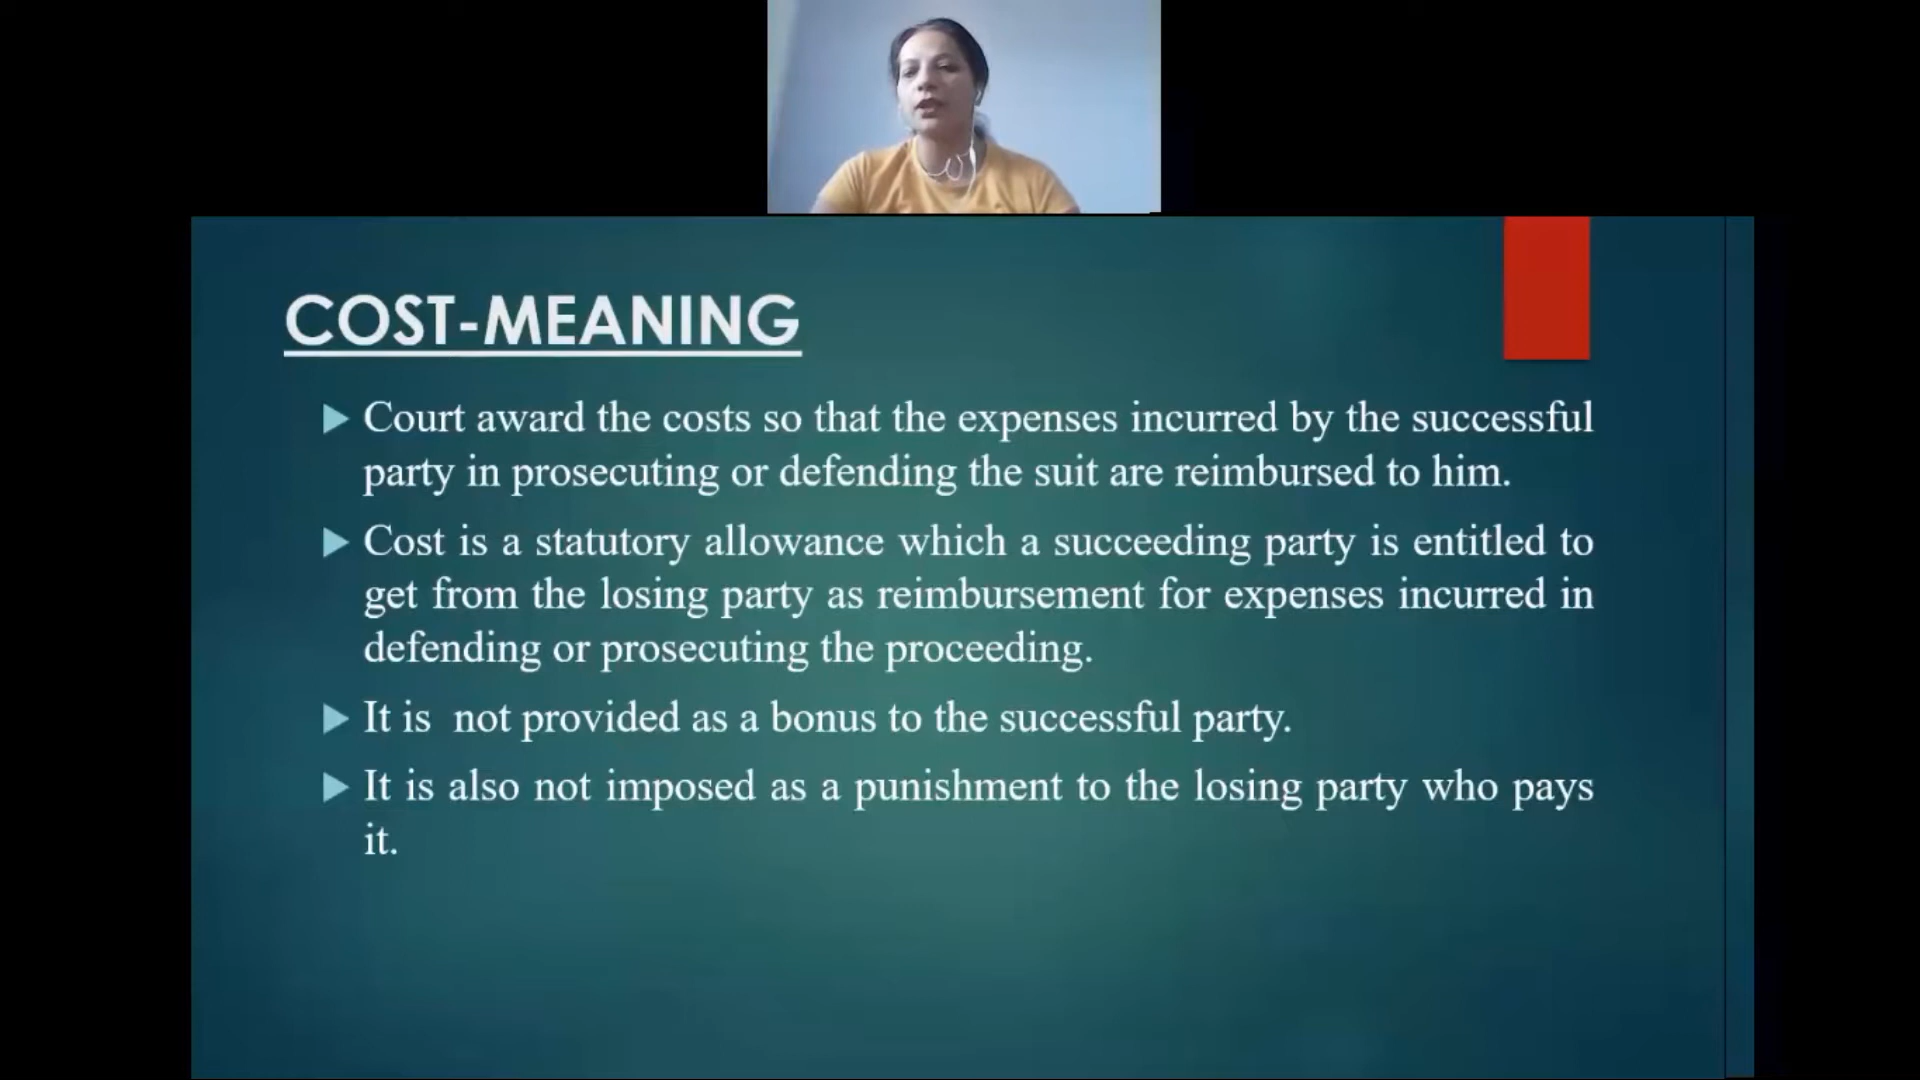 COST-MEANING
Court award the costs so that the expenses incurred by the successful
party in prosecuting or defending the suit are reimbursed to him.
Cost is a statutory allowance which a succeeding party is entitled to
get from the losing party as reimbursement for expenses incurred in
defending or prosecuting the proceeding.
It is  not provided as a bonus to the successful party.
It is also not imposed as a punishment to the losing party who pays
it.